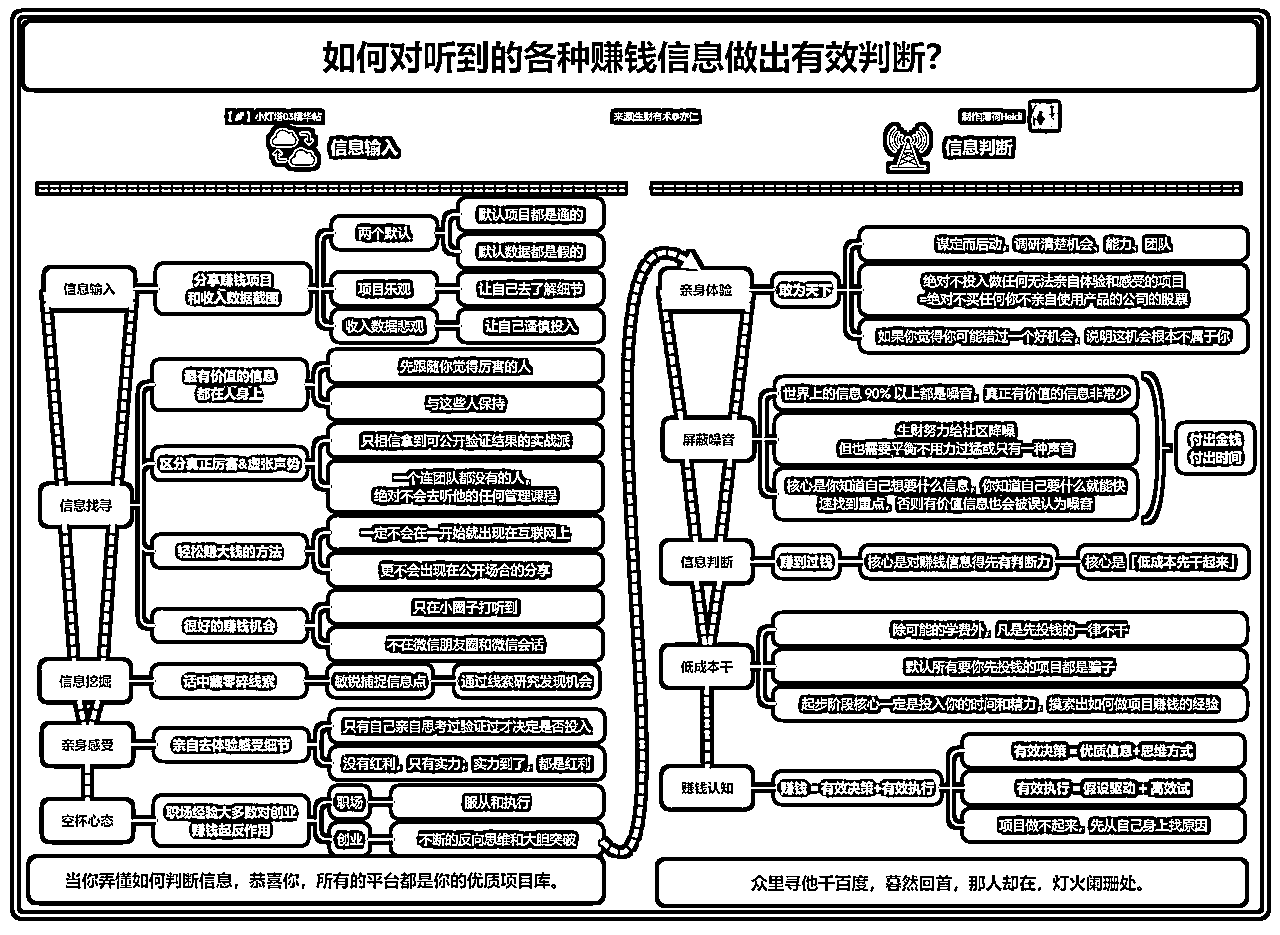 如何对听到的各种赚钱信息做出有效判断？
小灯塔03精华帖
来源|生财有术@亦仁
制作|薄荷Heidi
信息输入
信息判断
信息输入
分享赚钱项目
和收入数据截图
两个默认
默认项目都是通的
默认数据都是假的
项目乐观
让自己去了解细节
收入数据悲观
让自己谨慎投入
信息找寻
最有价值的信息
都在人身上
先跟随你觉得厉害的人
与这些人保持
区分真正厉害&虚张声势
只相信拿到可公开验证结果的实战派
一个连团队都没有的人，
绝对不会去听他的任何管理课程
轻松赚大钱的方法
一定不会在一开始就出现在互联网上
更不会出现在公开场合的分享
很好的赚钱机会
只在小圈子打听到
不在微信朋友圈和微信会话
信息挖掘
话中藏零碎线索
敏锐捕捉信息点
通过线索研究发现机会
亲身感受
亲自去体验感受细节
只有自己亲自思考过验证过才决定是否投入
没有红利，只有实力；实力到了，都是红利
空杯心态
职场经验大多数对创业
赚钱起反作用
职场
服从和执行
创业
不断的反向思维和大胆突破
当你弄懂如何判断信息，恭喜你，所有的平台都是你的优质项目库。
亲身体验
敢为天下
谋定而后动，调研清楚机会、能力、团队
绝对不投入做任何无法亲自体验和感受的项目
=绝对不买任何你不亲自使用产品的公司的股票
如果你觉得你可能错过一个好机会，说明这机会根本不属于你
屏蔽噪音
世界上的信息 90% 以上都是噪音，真正有价值的信息非常少
生财努力给社区降噪
但也需要平衡不用力过猛或只有一种声音
核心是你知道自己想要什么信息，你知道自己要什么就能快
速找到重点，否则有价值信息也会被误认为噪音
付出金钱
付出时间
信息判断
赚到过钱
核心是对赚钱信息得先有判断力
核心是「低成本先干起来」
低成本干
除可能的学费外，凡是先投钱的一律不干
默认所有要你先投钱的项目都是骗子
起步阶段核心一定是投入你的时间和精力，摸索出如何做项目赚钱的经验
赚钱认知
赚钱 = 有效决策+有效执行
有效决策 = 优质信息+思维方式
有效执行 = 假设驱动 + 高效试
项目做不起来，先从自己身上找原因
众里寻他千百度，蓦然回首，那人却在，灯火阑珊处。